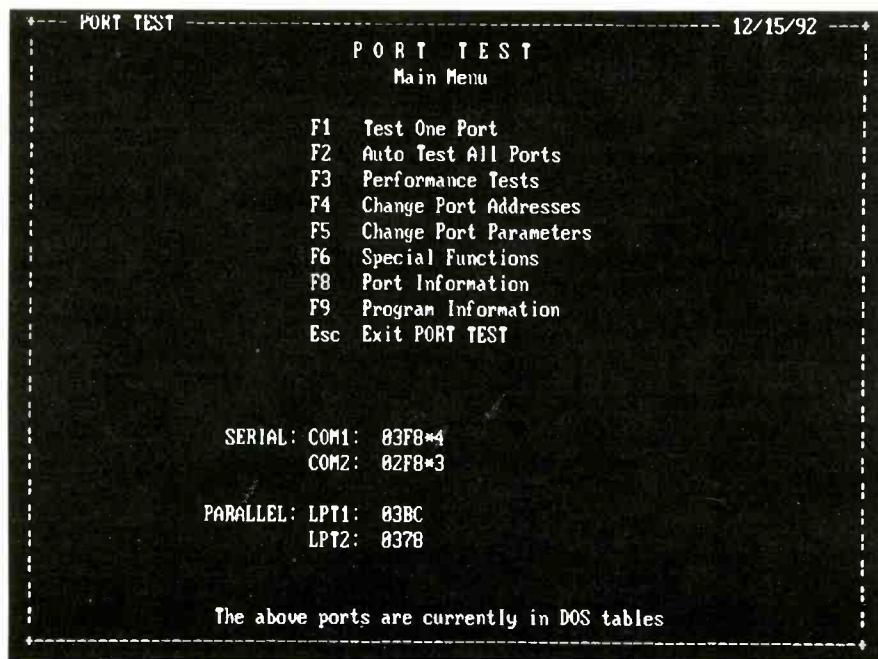 PORT TEST 12/15/92
PORT TEST
Main Menu
F1 Test One Port
F2 Auto Test All Ports
F3 Performance Tests
F4 Change Port Addresses
F5 Change Port Parameters
F6 Special Functions
F8 Port Information
F9 Program Information
Esc Exit PORT TEST
SERIAL: COM1: 03F8*4
COM2: 02F8*3
PARALLEL: LPT1: 03BC
LPT2: 0378
The above ports are currently in DOS tables